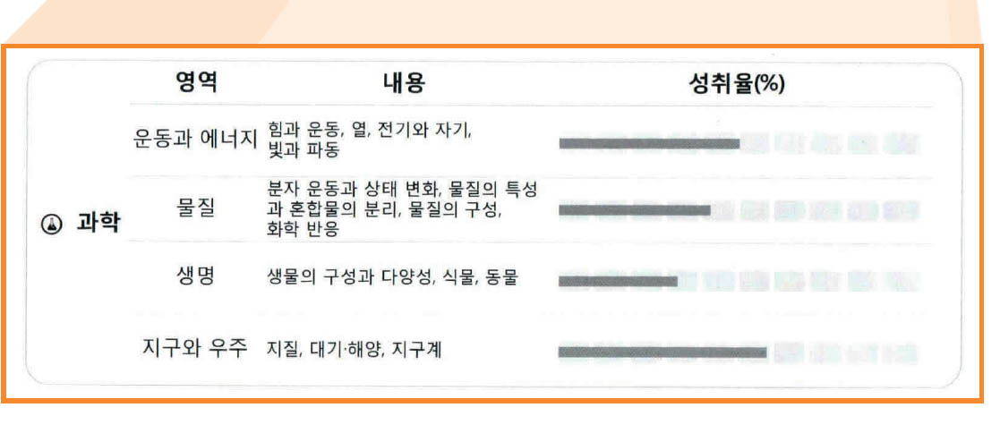 영역 내용 성취율(%)
과학
운동과 에너지
힘과 운동, 열, 전기와 자기,
빛과 파동
물질
분자 운동과 상태 변화, 물질의 특성
과 혼합물의 분리, 물질의 구성,
화학 반응
생명
생물의 구성과 다양성, 식물, 동물
지구와 우주
지질, 대기·해양, 지구계